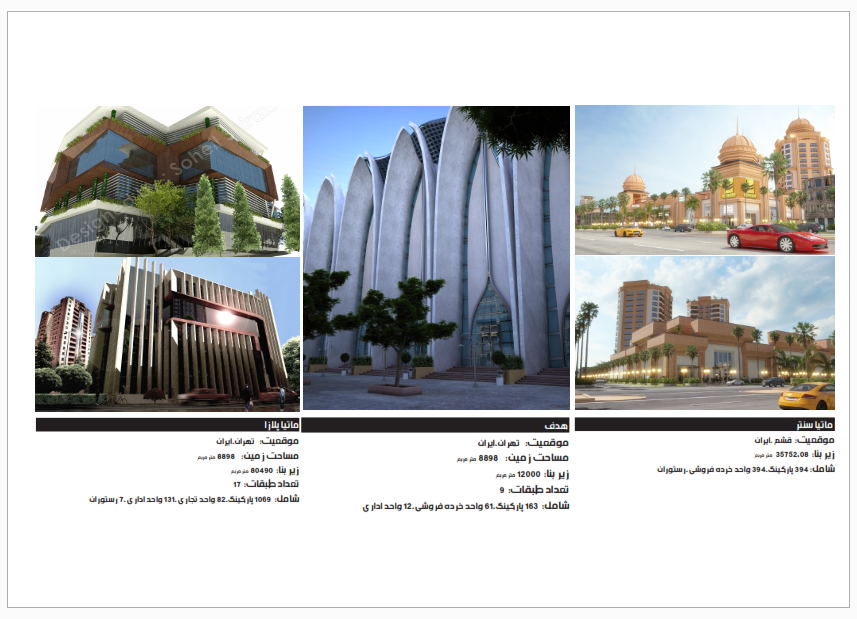 ماتیا سنتر
موقعیت: قشم .ایران
زیر بنا: 35752.08 متر مربع
شامل: 394 پارکینگ،394 واحد خرده فروشی،رستوران
هدف
موقعیت: تهران،ایران
مساحت زمین: 8898 متر مربع
زیر بنا: 12000 متر مربع
تعداد طبقات: 9
شامل: 163 پارکینگ،61 واحد خرده فروشی،12 واحد اداری
ماتیا پلازا
موقعیت: تهران،ایران
مساحت زمین: 8898 متر مربع
زیر بنا: 80490 متر مربع
تعداد طبقات: 17
شامل: 1069 پارکینگ،82 واحد تجاری،131 واحد اداری،7 رستوران